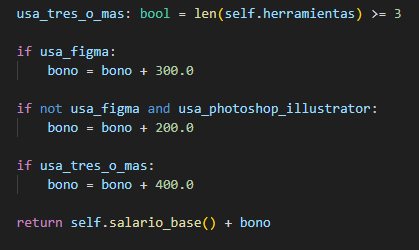 usa_tres_o_mas: bool = len(self.herramientas) >= 3
if usa_figma:
    bono = bono + 300.0
if not usa_figma and usa_photoshop_illustrator:
    bono = bono + 200.0
if usa_tres_o_mas:
    bono = bono + 400.0
return self.salario_base() + bono